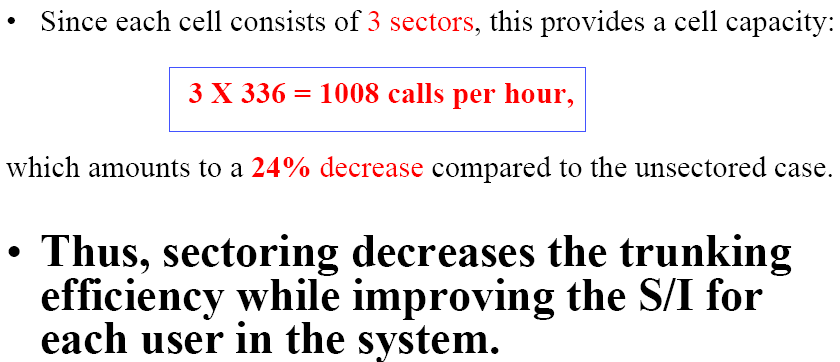 • Since each cell consists of 3 sectors, this provides a cell capacity:
3 X 336 = 1008 calls per hour,
which amounts to a 24% decrease compared to the unsectored case.
• Thus, sectoring decreases the trunking
efficiency while improving the S/I for
each user in the system.